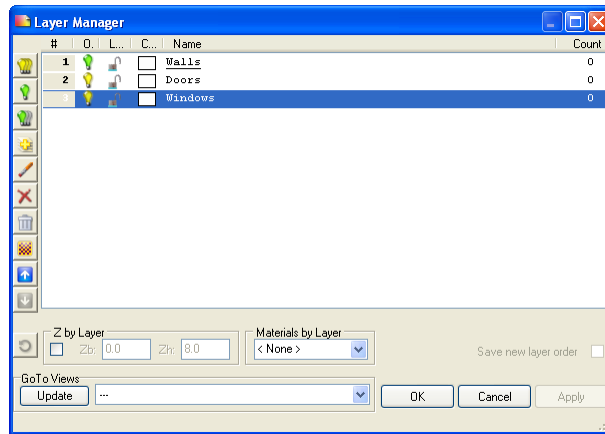 Layer Manager
# O. L... C... Name Count
1 Walls 0
2 Doors 0
3 Windows 0
Z by Layer
Zb: 0.0 Zh: 8.0
Materials by Layer
< None >
Save new layer order
GoTo Views
Update ---
OK Cancel Apply